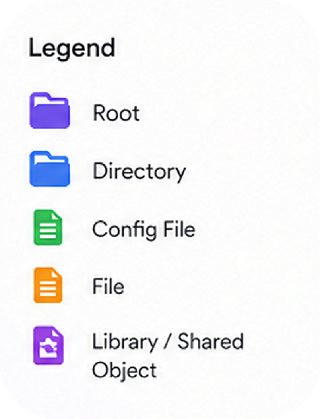 Legend
Root
Directory
Config File
File
Library / Shared
Object